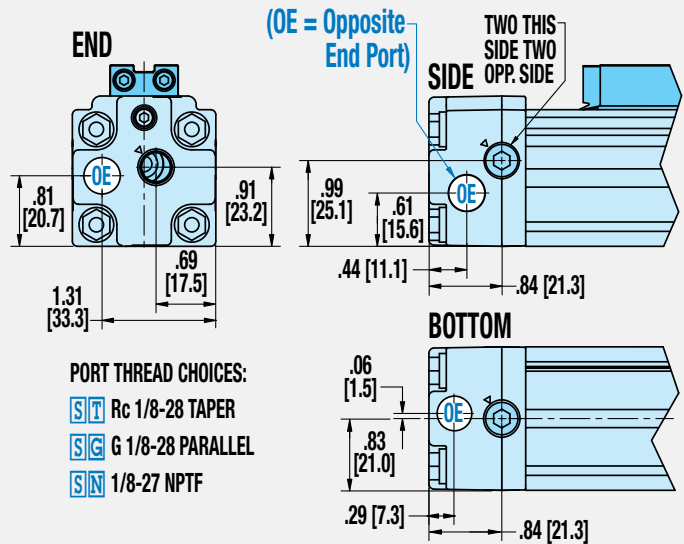 END
(OE = Opposite
End Port)
SIDE
TWO THIS
SIDE TWO
OPP. SIDE
OE
.81
[20.7]
.91
[23.2]
.69
[17.5]
1.31
[33.3]
OE
.99
[25.1]
.61
[15.6]
.44 [11.1]
.84 [21.3]
PORT THREAD CHOICES:
ST Rc 1/8-28 TAPER
SG G 1/8-28 PARALLEL
SN 1/8-27 NPTF
BOTTOM
.06
[1.5]
OE
.83
[21.0]
.29 [7.3]
.84 [21.3]